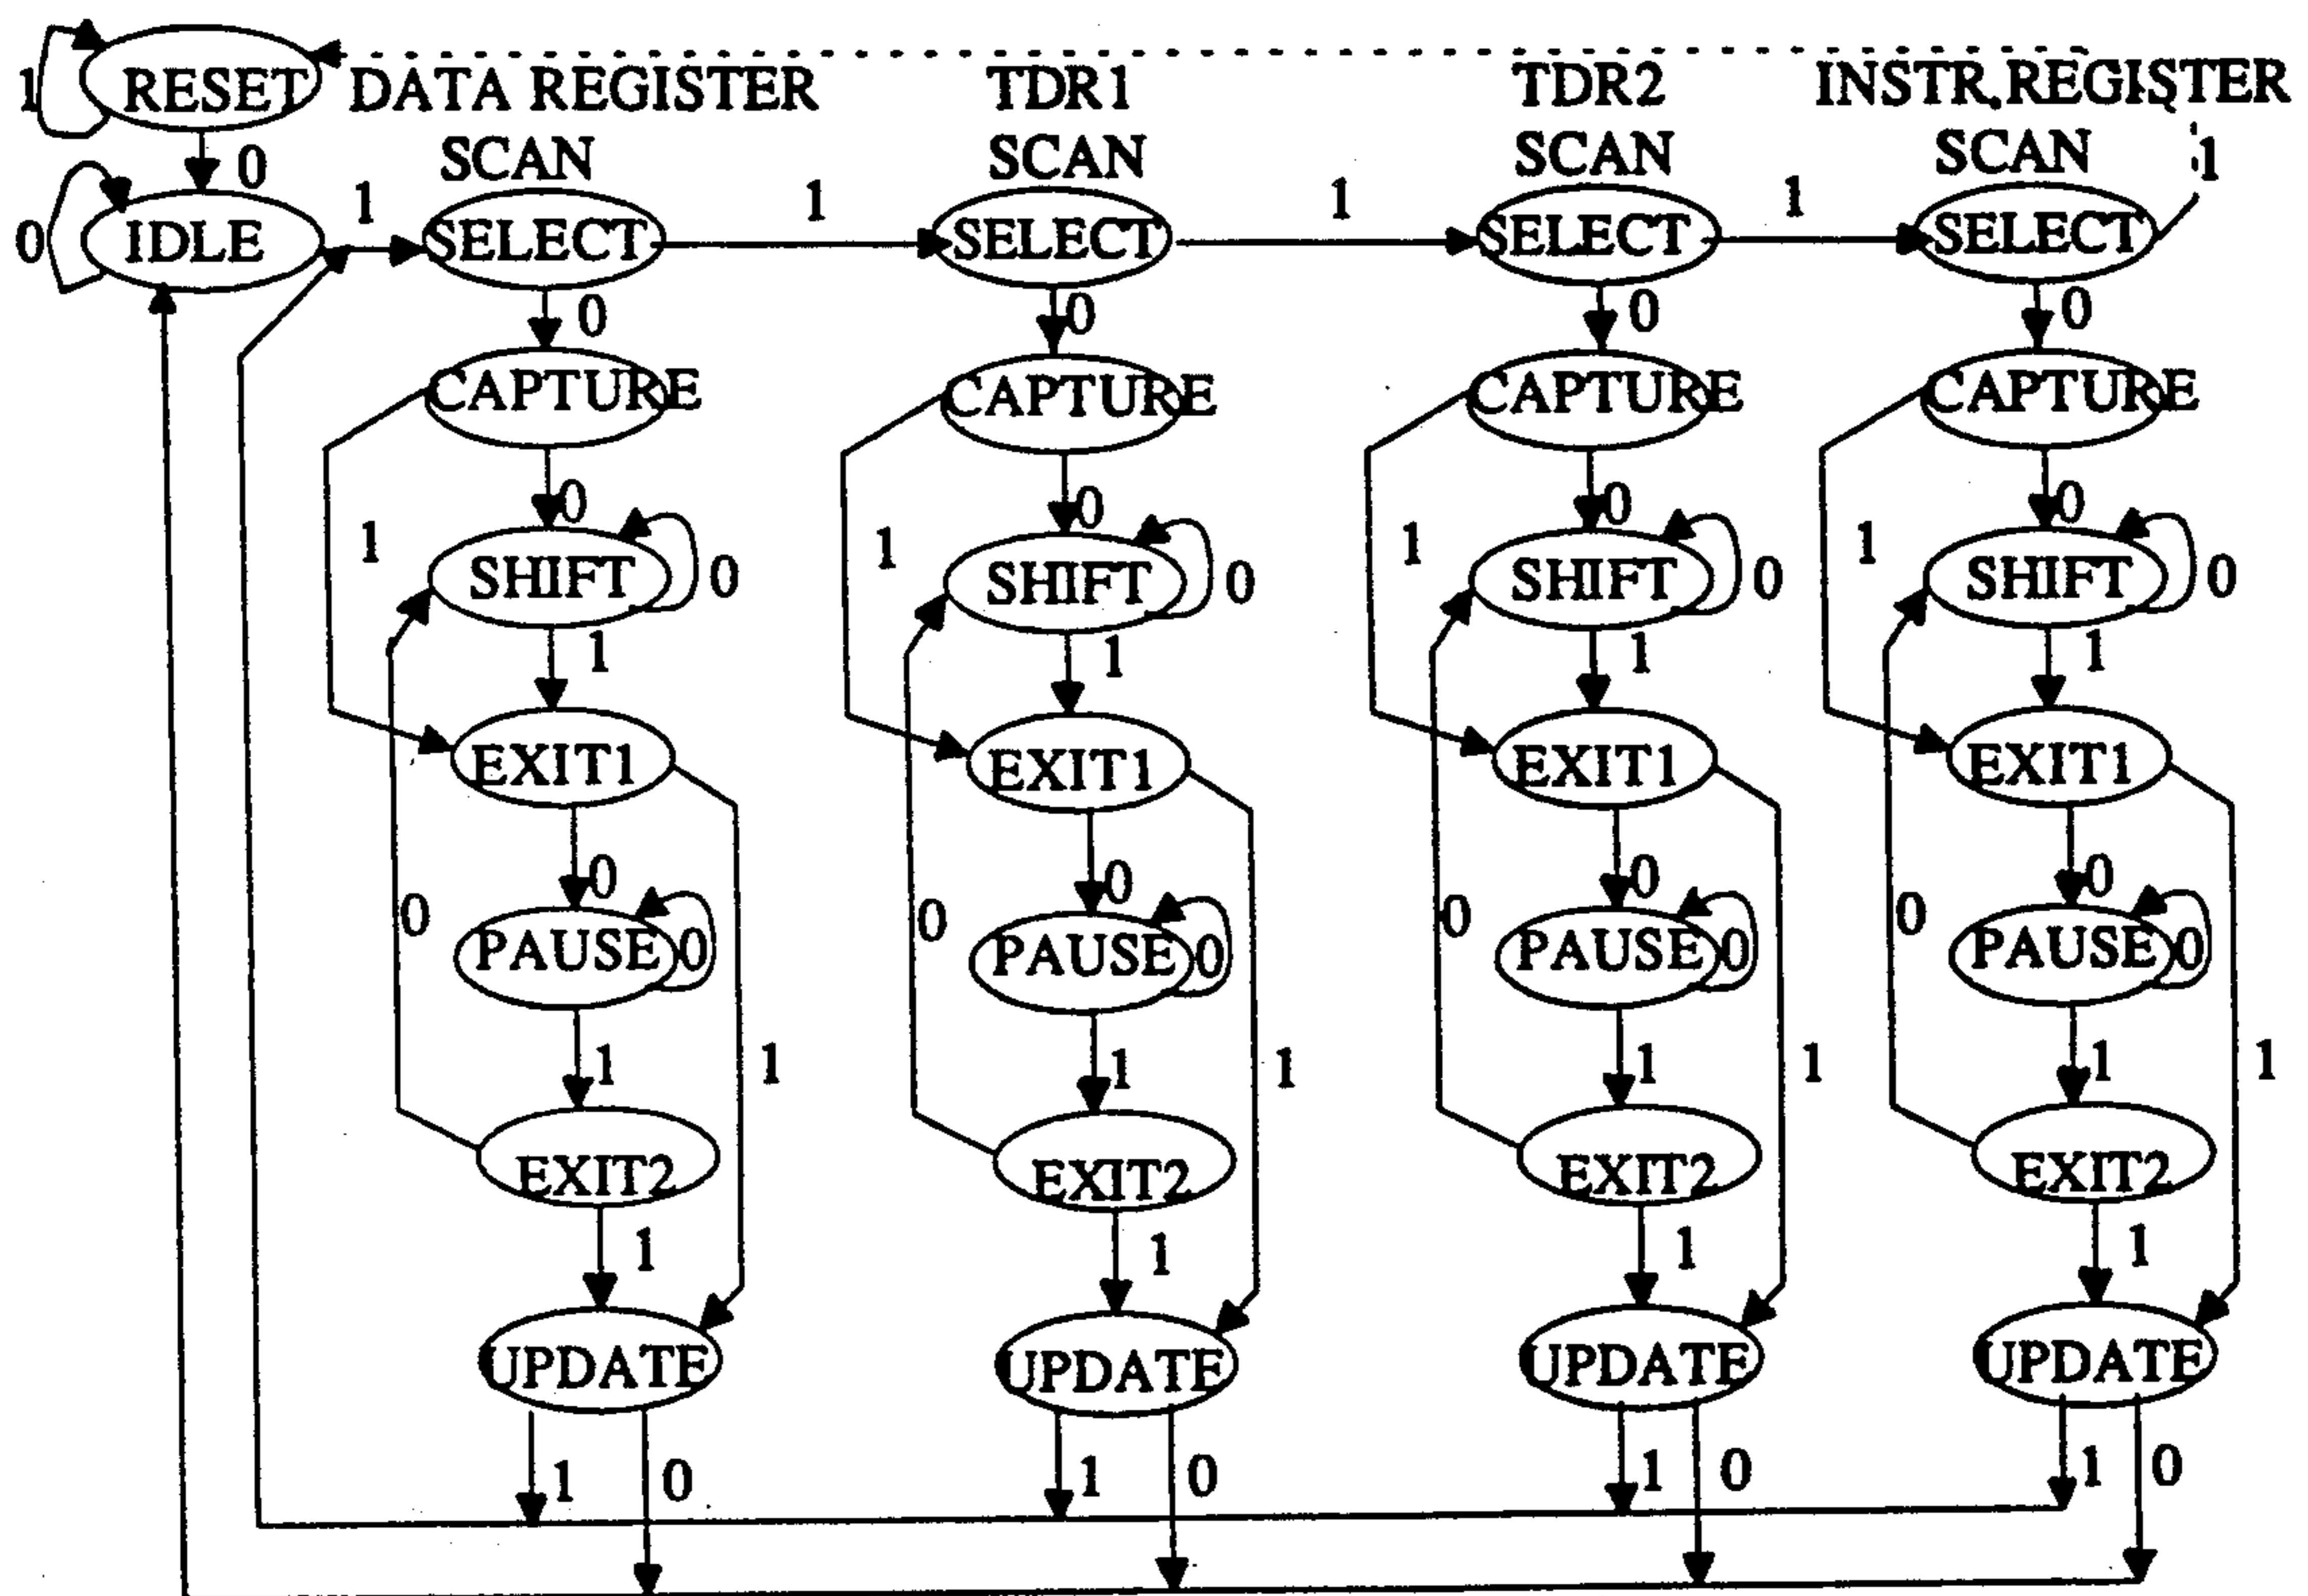 RESET DATA REGISTER TDR1 TDR2 INSTR. REGISTER
1
SCAN SCAN SCAN SCAN 1
0 1 1 1 1
0 IDLE SELECT SELECT SELECT SELECT
0 0 0 0
CAPTURE CAPTURE CAPTURE CAPTURE
0 0 0 0
1 1 1 1
SHIFT 0 SHIFT 0 SHIFT 0 SHIFT 0
1 1 1 1
EXIT1 EXIT1 EXIT1 EXIT1
0 0 0 0
0 0 0 0
PAUSE 0 PAUSE 0 PAUSE 0 PAUSE 0
1 1 1 1 1 1 1 1
EXIT2 EXIT2 EXIT2 EXIT2
1 1 1 1
UPDATE UPDATE UPDATE UPDATE
1 0 1 0 1 0 1 0